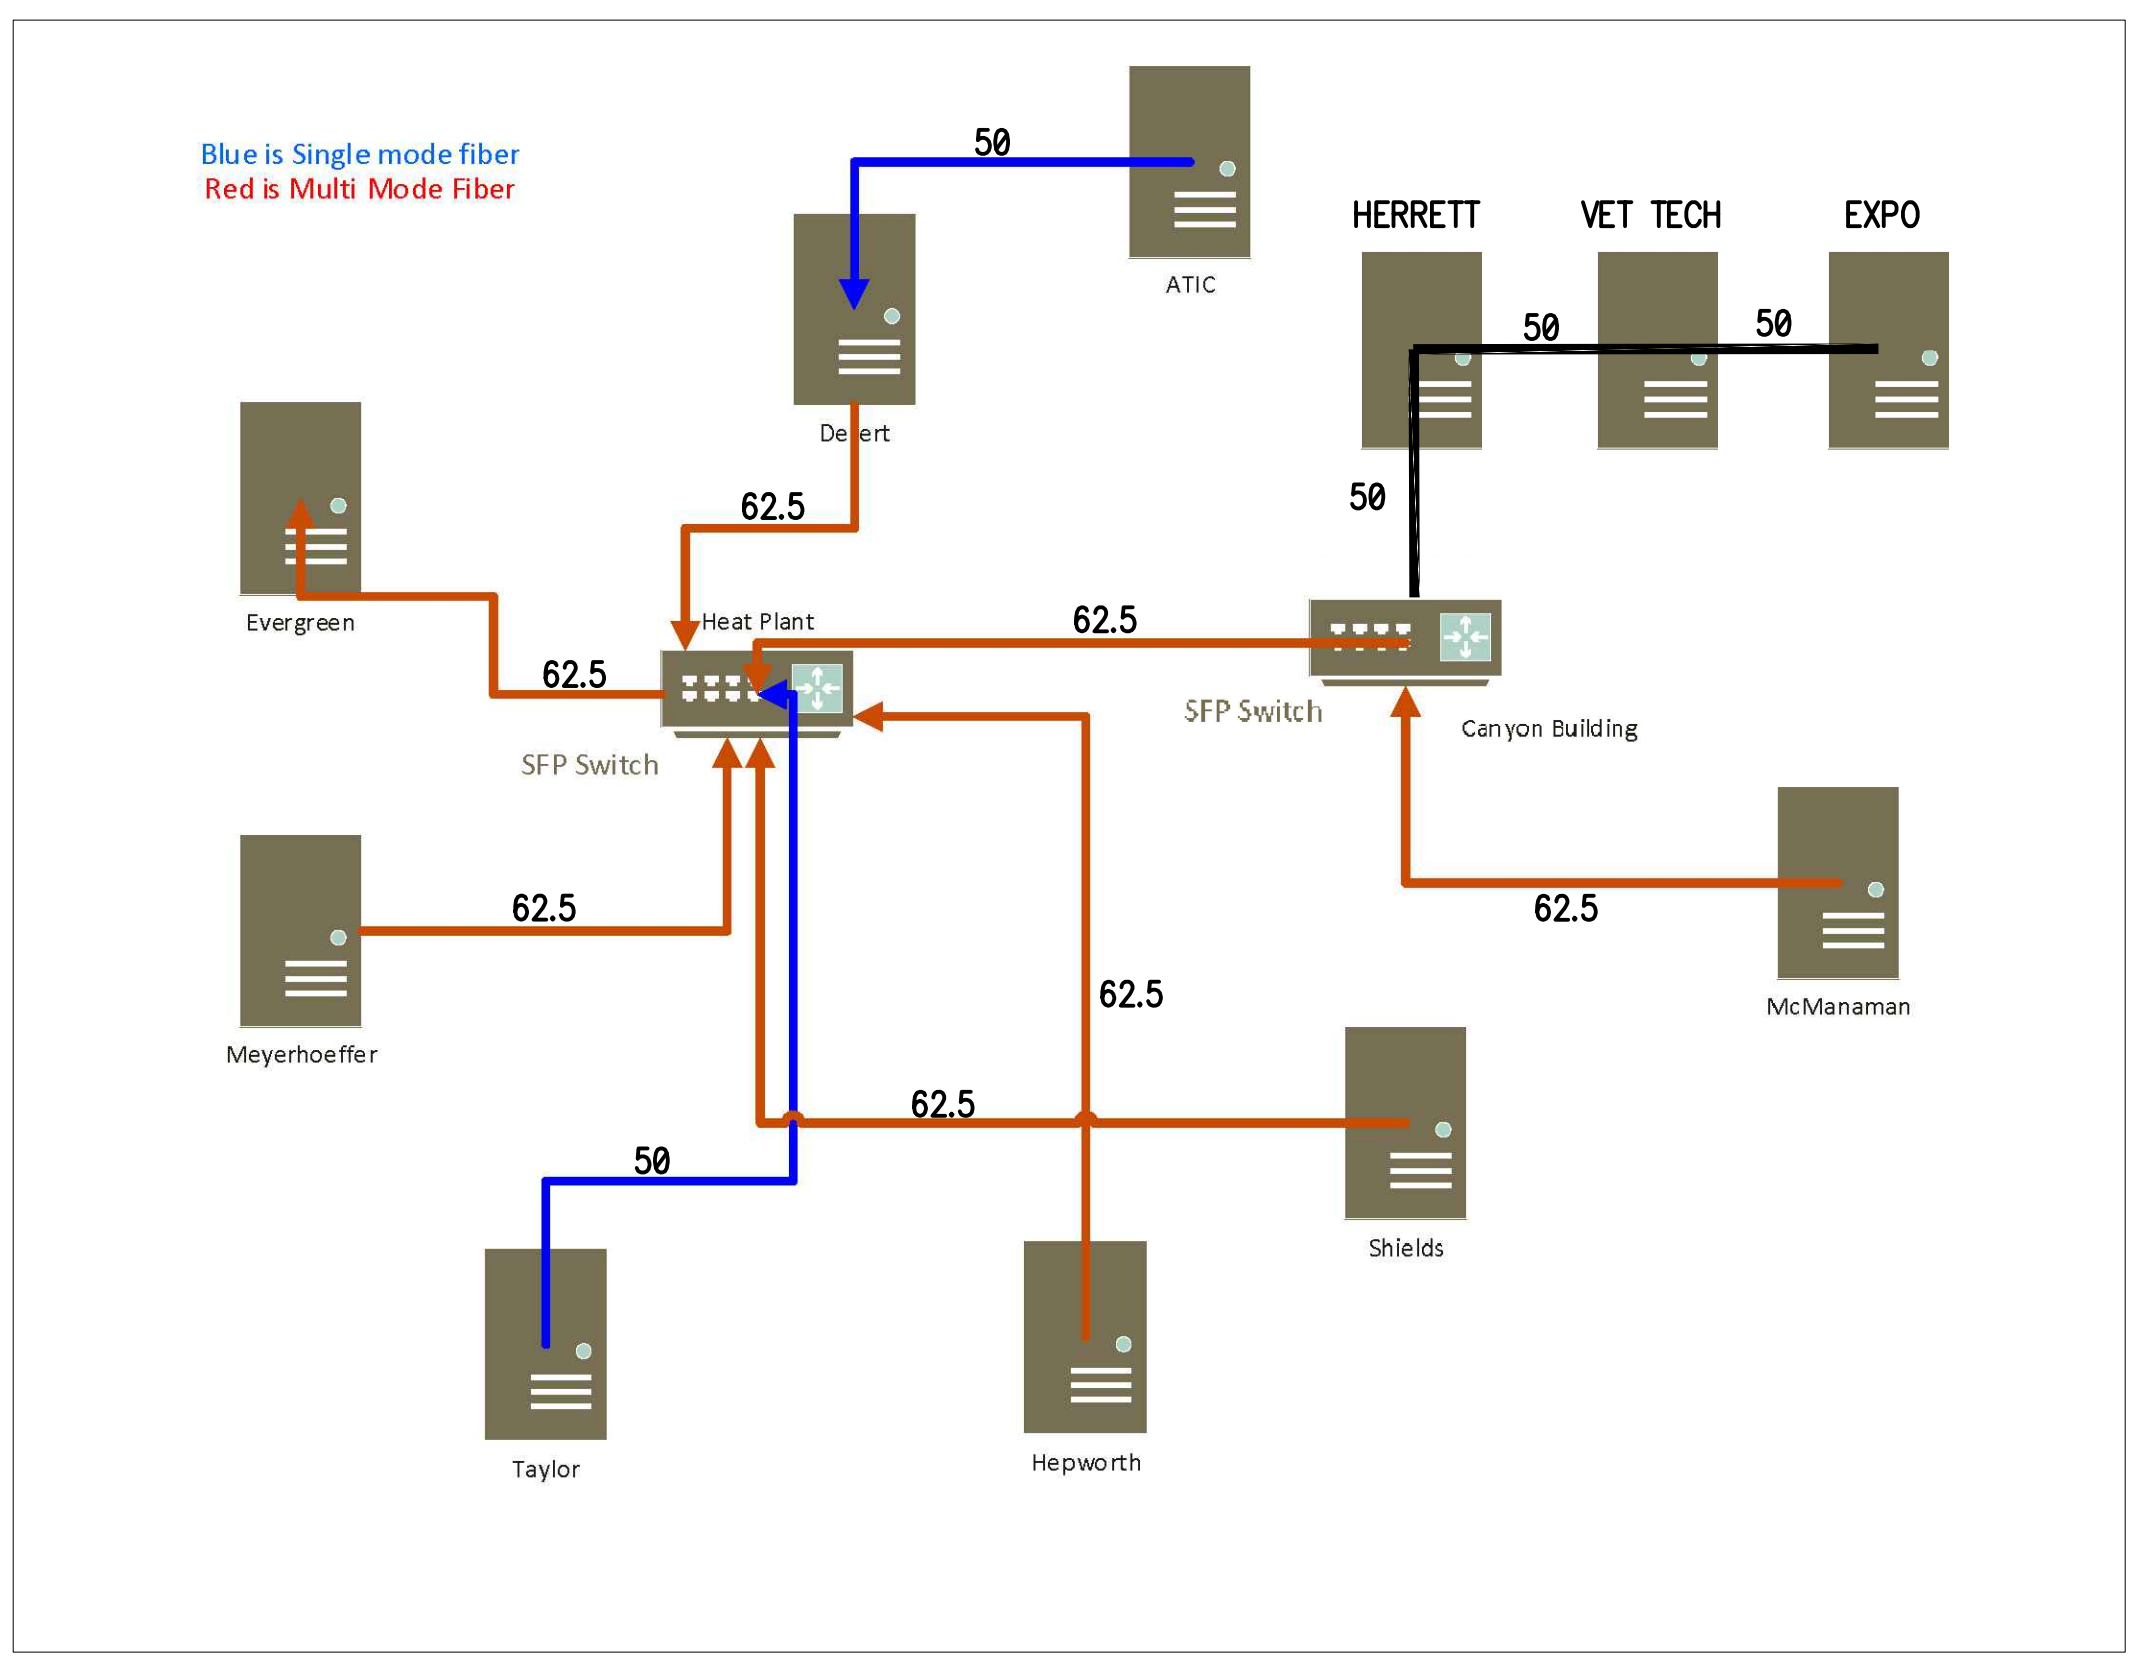 50
Blue is Single mode fiber
Red is Multi Mode Fiber
ATIC
HERRETT
VET TECH
EXPO
50
50
Desert
62.5
50
Evergreen
Heat Plant
62.5
62.5
SFP Switch
SFP Switch
Canyon Building
62.5
62.5
62.5
McManaman
Meyerhoeffer
62.5
50
Shields
Taylor
Hepworth